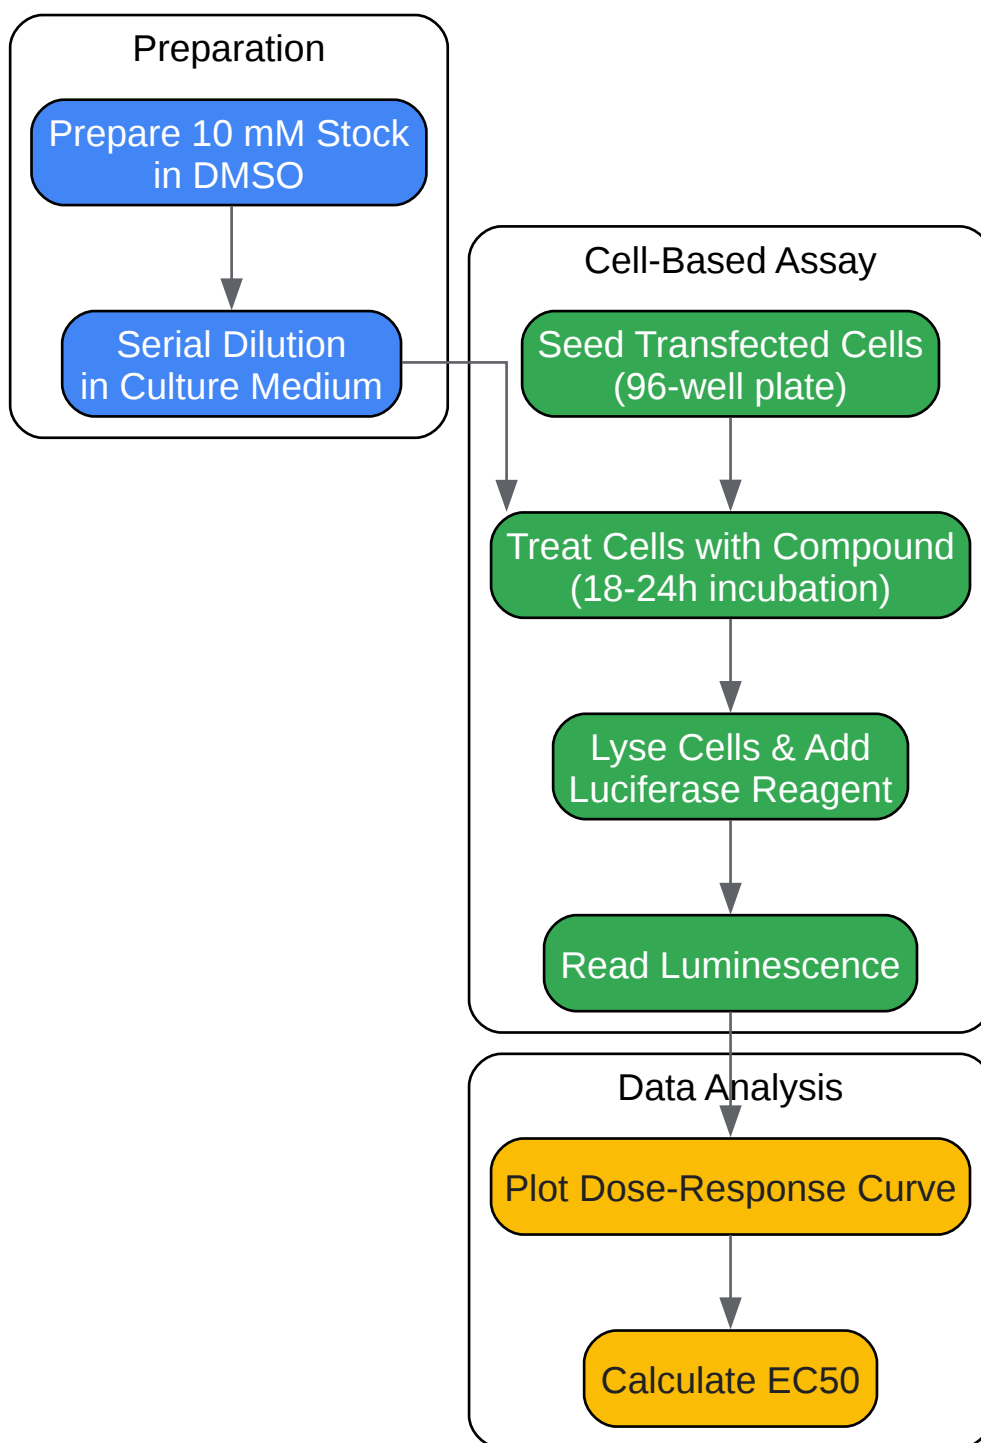 Preparation
Prepare 10 mM Stock
in DMSO
Serial Dilution
in Culture Medium
Cell-Based Assay
Seed Transfected Cells
(96-well plate)
Treat Cells with Compound
(18-24h incubation)
Lyse Cells & Add
Luciferase Reagent
Read Luminescence
Data Analysis
Plot Dose-Response Curve
Calculate EC50